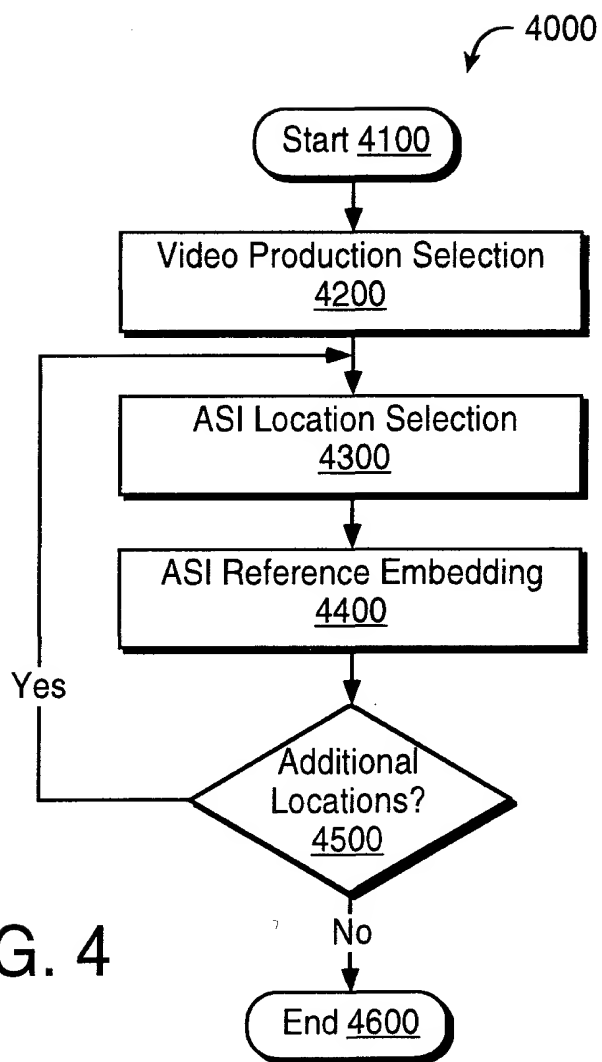 4000
Start 4100
Video Production Selection
4200
ASI Location Selection
4300
ASI Reference Embedding
4400
Yes
Additional
Locations?
4500
No
G. 4
End 4600